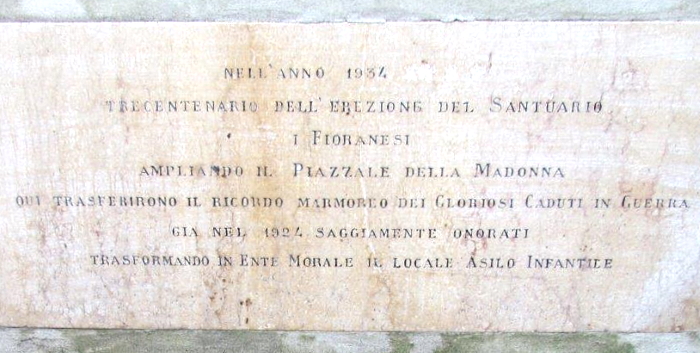 NELL'ANNO 1934
TRECENTENARIO DELL'EREZIONE DEL SANTUARIO
I FIORANESI
AMPLIANDO IL PIAZZALE DELLA MADONNA
QUI TRASFERIRONO IL RICORDO MARMOREO DEI GLORIOSI CADUTI IN GUERRA
GIA NEL 1924 SAGGIAMENTE ONORATI
TRASFORMANDO IN ENTE MORALE IL LOCALE ASILO INFANTILE